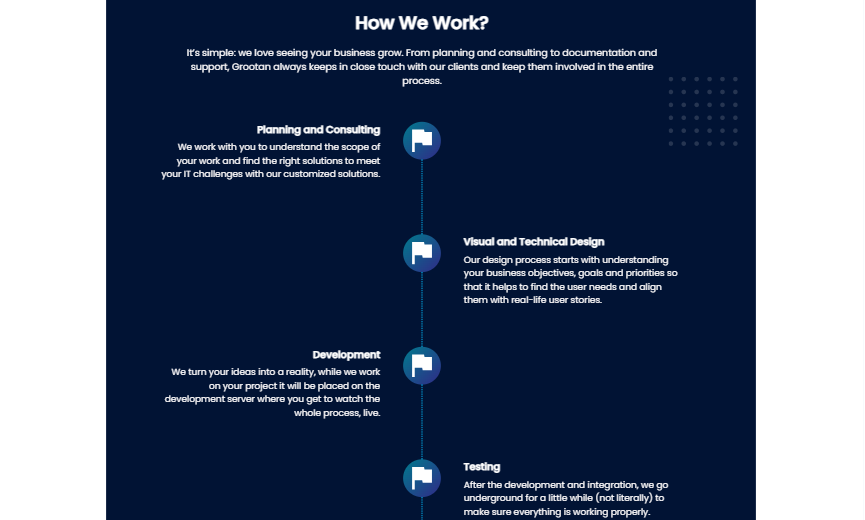 How We Work?
It's simple: we love seeing your business grow. From planning and consulting to documentation and
support, Grootan always keeps in close touch with our clients and keep them involved in the entire
process.
Planning and Consulting
We work with you to understand the scope of
your work and find the right solutions to meet
your IT challenges with our customized solutions.
Visual and Technical Design
Our design process starts with understanding
your business objectives, goals and priorities so
that it helps to find the user needs and align
them with real-life user stories.
Development
We turn your ideas into a reality, while we work
on your project it will be placed on the
development server where you get to watch the
whole process, live.
Testing
After the development and integration, we go
underground for a little while (not literally) to
make sure everything is working properly.